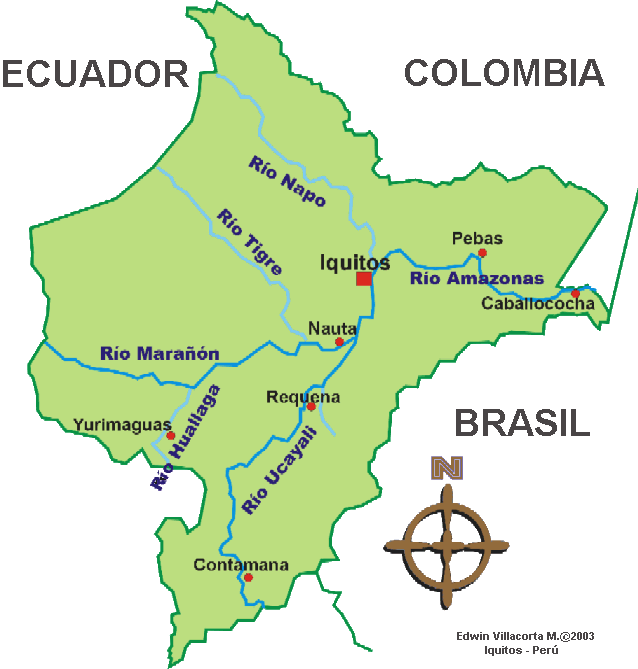 ECUADOR
COLOMBIA
Río Napo
Río Tigre
Pebas
Iquitos
Río Amazonas
Caballococha
Nauta
Río Marañón
Requena
Río Huallaga
Yurimaguas
BRASIL
Río Ucayali
N
Contamana
Edwin Villacorta M.©2003
Iquitos - Perú